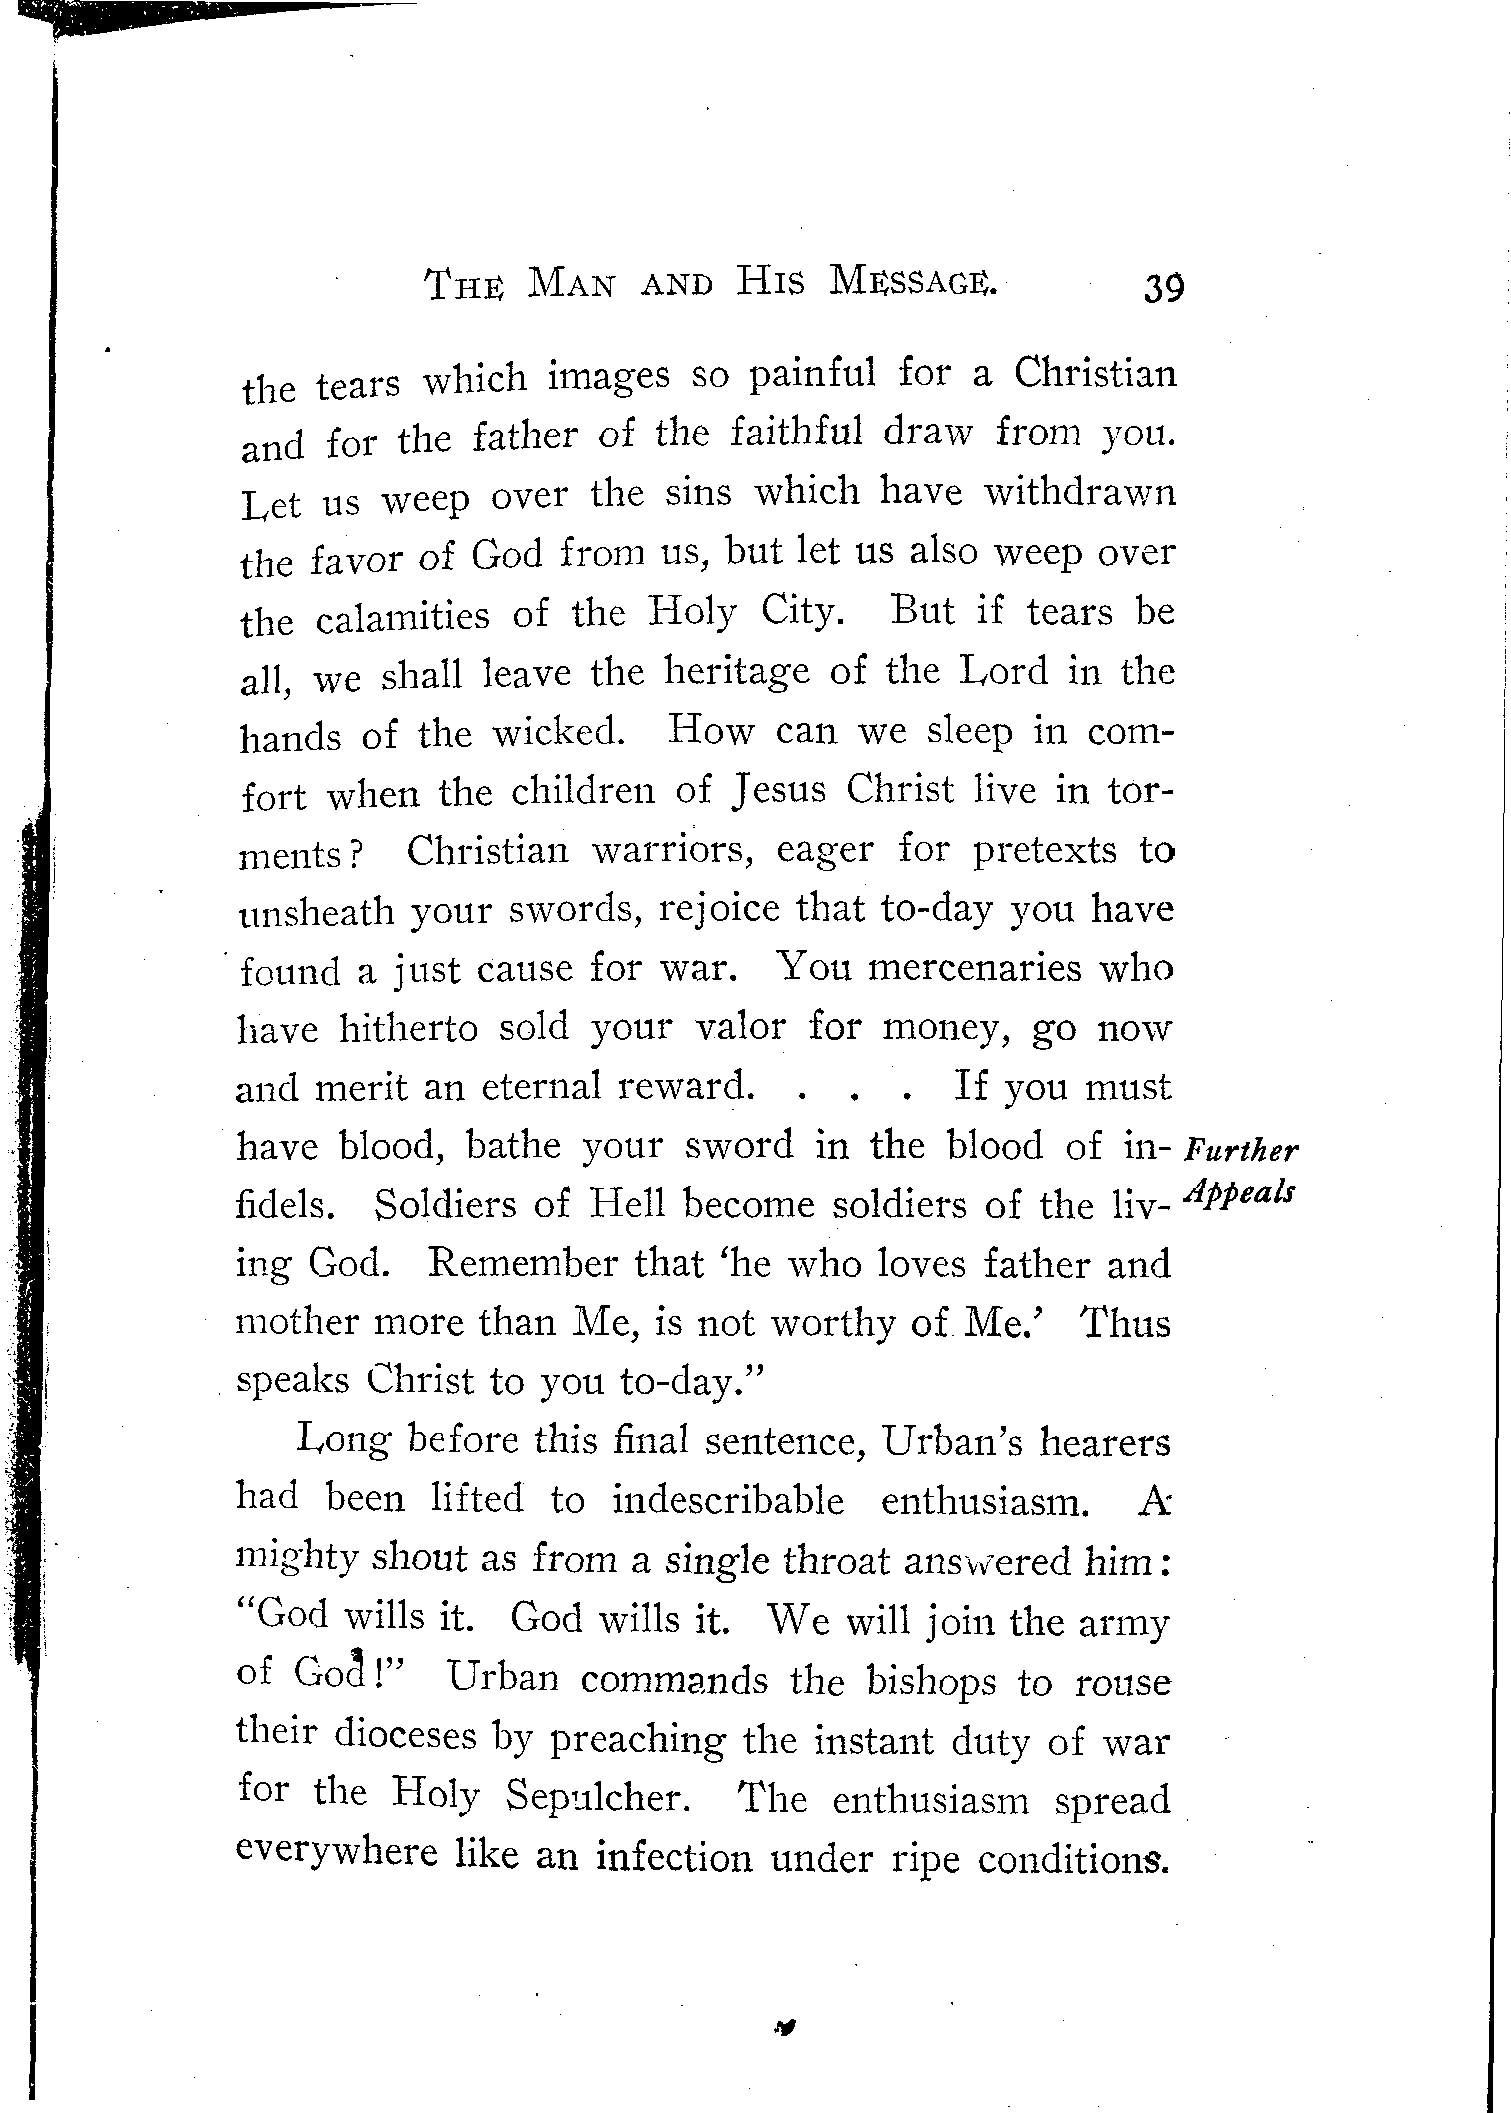 THE MAN AND HIS MESSAGE. 39
the tears which images so painful for a Christian
and for the father of the faithful draw from you.
Let us weep over the sins which have withdrawn
the favor of God from us, but let us also weep over
the calamities of the Holy City. But if tears be
all, we shall leave the heritage of the Lord in the
hands of the wicked. How can we sleep in com-
fort when the children of Jesus Christ live in tor-
ments? Christian warriors, eager for pretexts to
unsheath your swords, rejoice that to-day you have
found a just cause for war. You mercenaries who
have hitherto sold your valor for money, go now
and merit an eternal reward. . . . If you must
have blood, bathe your sword in the blood of in-
Further
fidels. Soldiers of Hell become soldiers of the liv-
Appeals
ing God. Remember that 'he who loves father and
mother more than Me, is not worthy of Me.' Thus
speaks Christ to you to-day."
Long before this final sentence, Urban's hearers
had been lifted to indescribable enthusiasm. A
mighty shout as from a single throat answered him:
"God wills it. God wills it. We will join the army
of God!" Urban commands the bishops to rouse
their dioceses by preaching the instant duty of war
for the Holy Sepulcher. The enthusiasm spread
everywhere like an infection under ripe conditions.